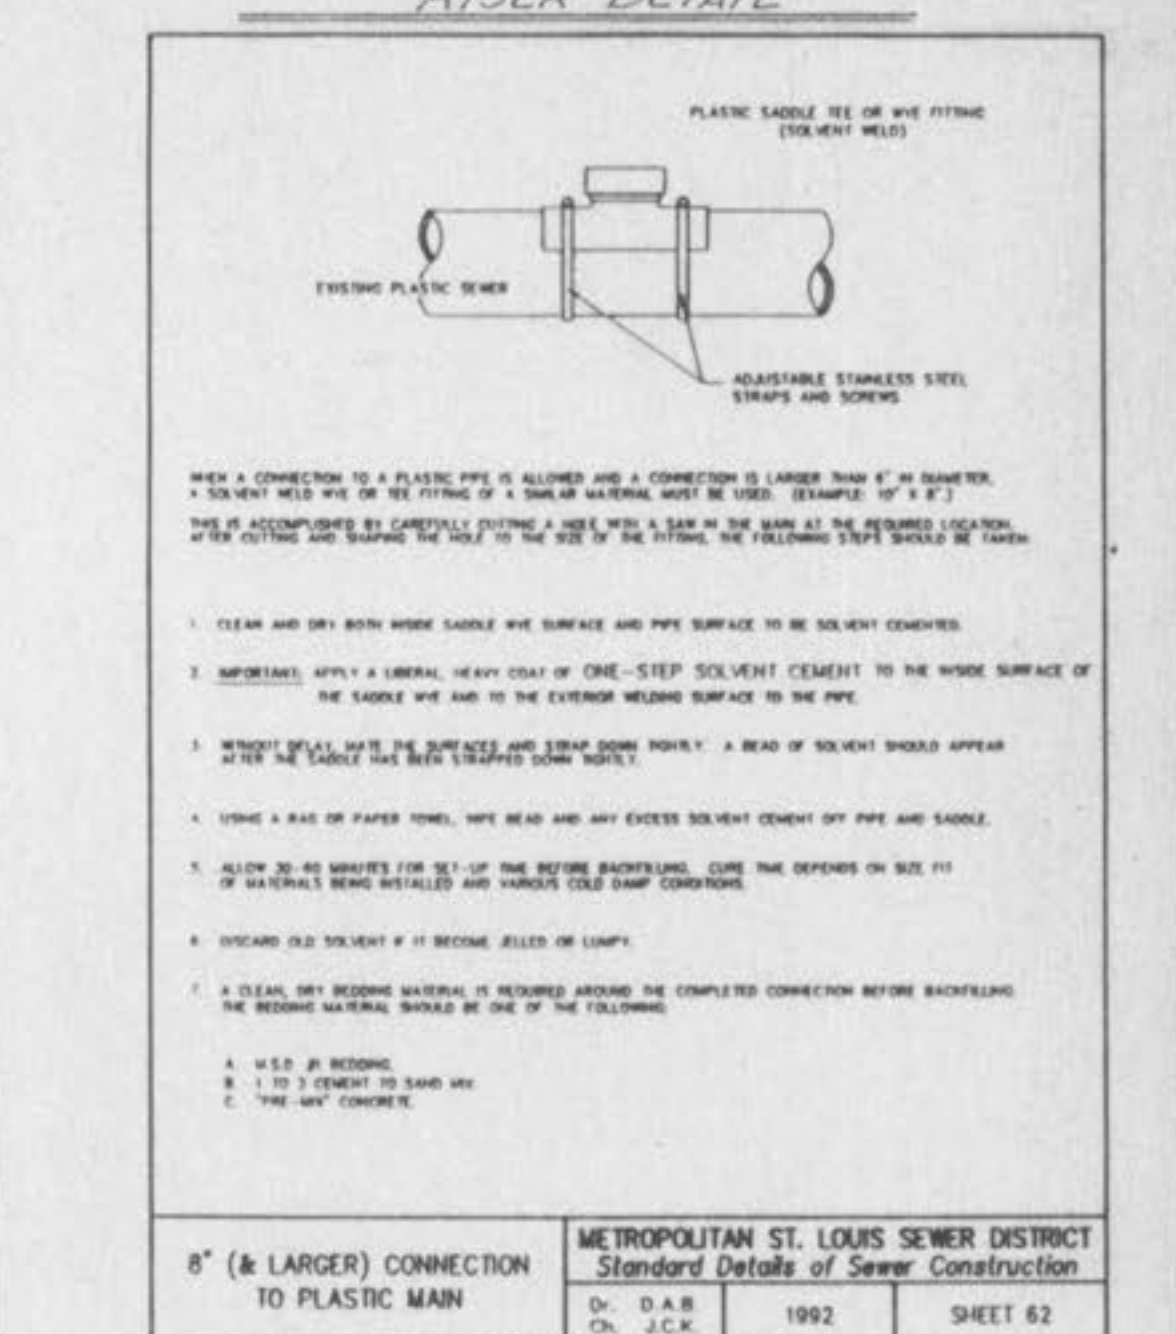 RISER DETAIL
PLASTIC SADDLE TEE OR WYE FITTING
(SOLVENT WELD)
EXISTING PLASTIC SEWER
ADJUSTABLE STAINLESS STEEL
STRAPS AND SCREWS
WHEN A CONNECTION TO A PLASTIC PIPE IS ALLOWED AND A CONNECTION IS LARGER THAN 6" IN DIAMETER,
A SOLVENT WELD WYE OR TEE FITTING OF A SIMILAR MATERIAL MUST BE USED. (EXAMPLE: 10" X 8".)
THIS IS ACCOMPLISHED BY CAREFULLY CUTTING A HOLE WITH A SAW IN THE MAIN AT THE REQUIRED LOCATION.
AFTER CUTTING AND SHAPING THE HOLE TO THE SIZE OF THE FITTING, THE FOLLOWING STEPS SHOULD BE TAKEN:
1. CLEAN AND DRY BOTH INSIDE SADDLE WYE SURFACE AND PIPE SURFACE TO BE SOLVENT CEMENTED.
2. IMPORTANT: APPLY A LIBERAL, HEAVY COAT OF ONE-STEP SOLVENT CEMENT TO THE INSIDE SURFACE OF
THE SADDLE WYE AND TO THE EXTERIOR WELDING SURFACE TO THE PIPE.
3. WITHOUT DELAY, MATE THE SURFACES AND STRAP DOWN TIGHTLY. A BEAD OF SOLVENT SHOULD APPEAR
AFTER THE SADDLE HAS BEEN STRAPPED DOWN TIGHTLY.
4. USING A RAG OR PAPER TOWEL, WIPE BEAD AND ANY EXCESS SOLVENT CEMENT OFF PIPE AND SADDLE.
5. ALLOW 30-60 MINUTES FOR SET-UP TIME BEFORE BACKFILLING. CURE TIME DEPENDS ON SIZE FIT
OF MATERIALS BEING INSTALLED AND VARIOUS COLD DAMP CONDITIONS.
6. DISCARD OLD SOLVENT IF IT BECOME JELLED OR LUMPY.
7. A CLEAN, DRY BEDDING MATERIAL IS REQUIRED AROUND THE COMPLETED CONNECTION BEFORE BACKFILLING.
THE BEDDING MATERIAL SHOULD BE ONE OF THE FOLLOWING:
A. M.S.D. #1 BEDDING.
B. 1 TO 3 CEMENT TO SAND MIX.
C. "PRE-MIX" CONCRETE.
8" (& LARGER) CONNECTION
TO PLASTIC MAIN
METROPOLITAN ST. LOUIS SEWER DISTRICT
Standard Details of Sewer Construction
Dr. D.A.B.
Ch. J.C.K.
1992
SHEET 62